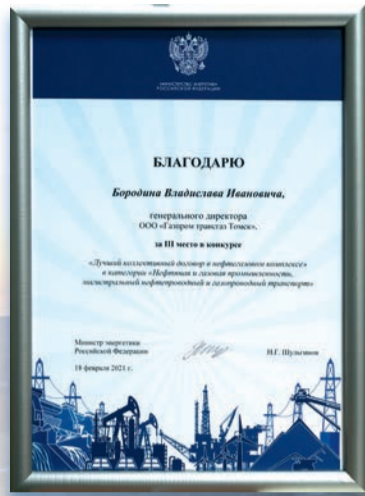 МИНИСТЕРСТВО ЭНЕРГЕТИКИ
РОССИЙСКОЙ ФЕДЕРАЦИИ
БЛАГОДАРЮ
Бородина Владислава Ивановича,
генерального директора
ООО «Газпром трансгаз Томск»,
за III место в конкурсе
«Лучший коллективный договор в нефтегазовом комплексе»
в категории «Нефтяная и газовая промышленность,
магистральный нефтепроводный и газопроводный транспорт»
Министр энергетики
Российской Федерации
Н.Г. Шульгинов
18 февраля 2021 г.